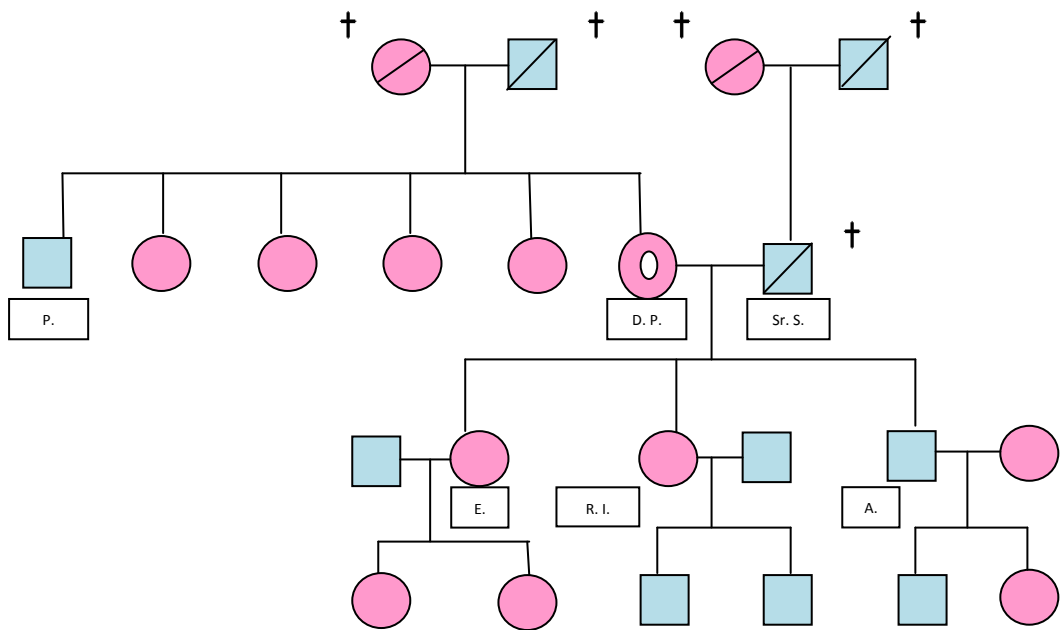 P.
D. P.
Sr. S.
E.
R. I.
A.